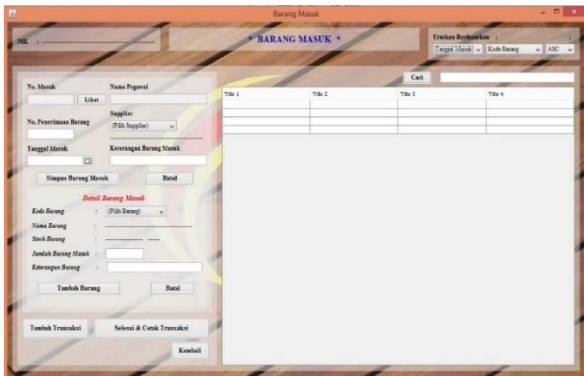 Barang Masuk
NIK :
* BARANG MASUK *
Urutkan Berdasarkan :
Tanggal Masuk Kode Barang ASC
Cari
No. Masuk Nama Pegawai
Lihat
Title 1 Title 2 Title 3 Title 4
Supplier
No. Penerimaan Barang (Pilih Supplier)
Tanggal Masuk Keterangan Barang Masuk
Simpan Barang Masuk Batal
Detail Barang Masuk
Kode Barang : (Pilih Barang)
Nama Barang :
Stock Barang :
Jumlah Barang Masuk :
Keterangan Barang :
Tambah Barang Batal
Tambah Transaksi Selesai & Cetak Transaksi
Kembali